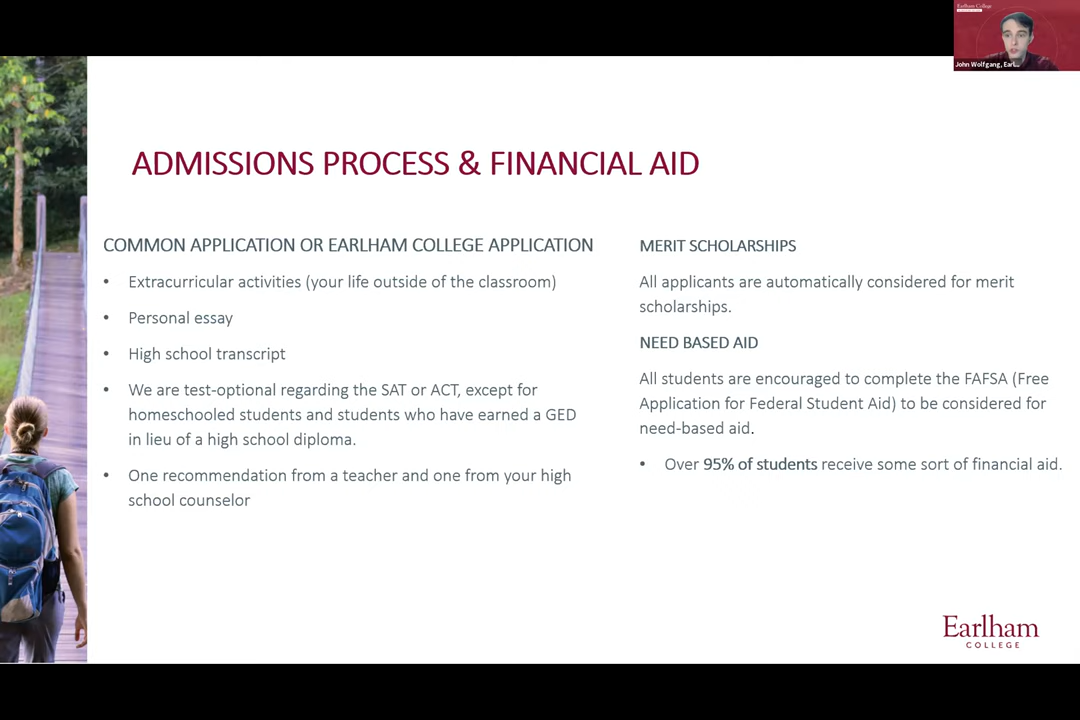 Earlham College
John Wolfgang, Earl...
ADMISSIONS PROCESS & FINANCIAL AID
COMMON APPLICATION OR EARLHAM COLLEGE APPLICATION
• Extracurricular activities (your life outside of the classroom)
• Personal essay
• High school transcript
• We are test-optional regarding the SAT or ACT, except for
homeschooled students and students who have earned a GED
in lieu of a high school diploma.
• One recommendation from a teacher and one from your high
school counselor
MERIT SCHOLARSHIPS
All applicants are automatically considered for merit
scholarships.
NEED BASED AID
All students are encouraged to complete the FAFSA (Free
Application for Federal Student Aid) to be considered for
need-based aid.
• Over 95% of students receive some sort of financial aid.
Earlham
COLLEGE